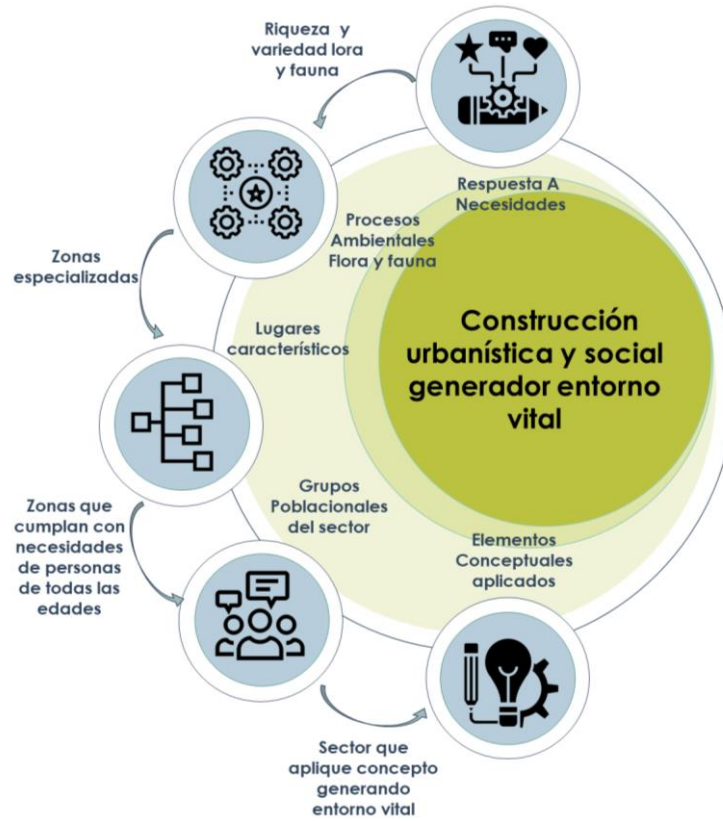 Riqueza y
variedad lora
y fauna
Respuesta A
Necesidades
Procesos
Ambientales
Flora y fauna
Zonas
especializadas
Lugares
característicos
Construcción
urbanística y social
generador entorno
vital
Zonas que
cumplan con
necesidades
de personas
de todas las
edades
Grupos
Poblacionales
del sector
Elementos
Conceptuales
aplicados
Sector que
aplique concepto
generando
entorno vital